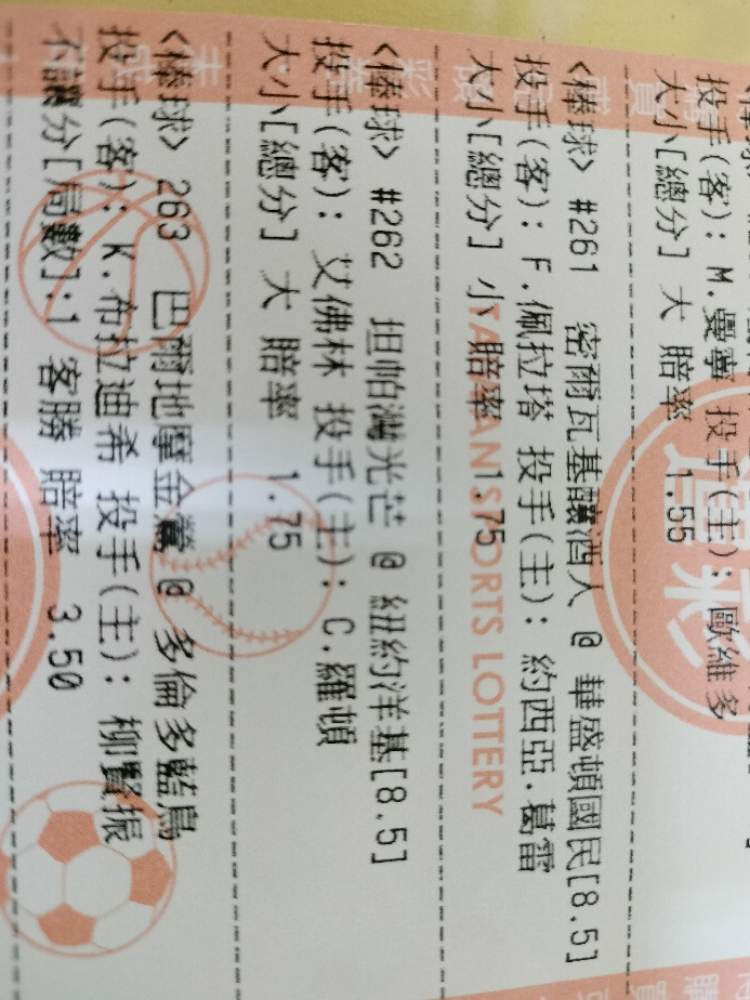 投手(客): M.曼寧 投手(主): 歐維多
大小[總分] 大 賠率 1.55
<棒球> #261 密爾瓦基釀酒人 @ 華盛頓國民[8.5]
投手(客): F.佩拉塔 投手(主): 約西亞.葛雷
大小[總分] 小 賠率 1.75
<棒球> #262 坦帕灣光芒 @ 紐約洋基[8.5]
投手(客): 艾佛林 投手(主): C.羅頓
大小[總分] 大 賠率 1.75
<棒球> 263 巴爾地摩金鶯 @ 多倫多藍鳥
投手(客): K.布拉迪希 投手(主): 柳賢振
不讓分[局數]:1 客勝 賠率 3.50
TAIWAN SPORTS LOTTERY